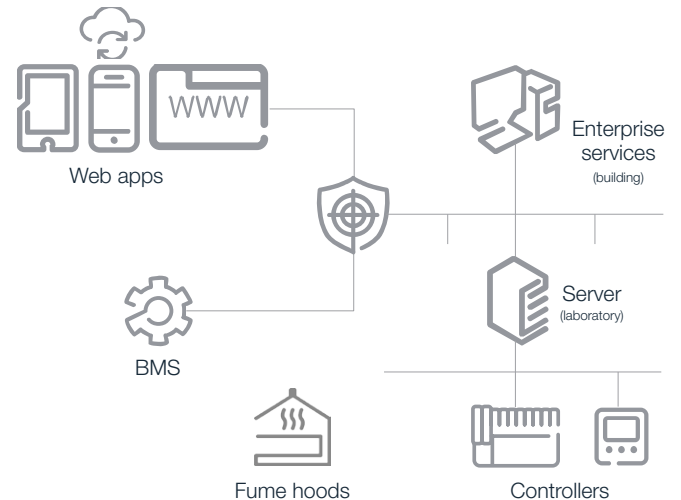 WWW
Web apps
Enterprise
services
(building)
Server
(laboratory)
BMS
Fume hoods
Controllers